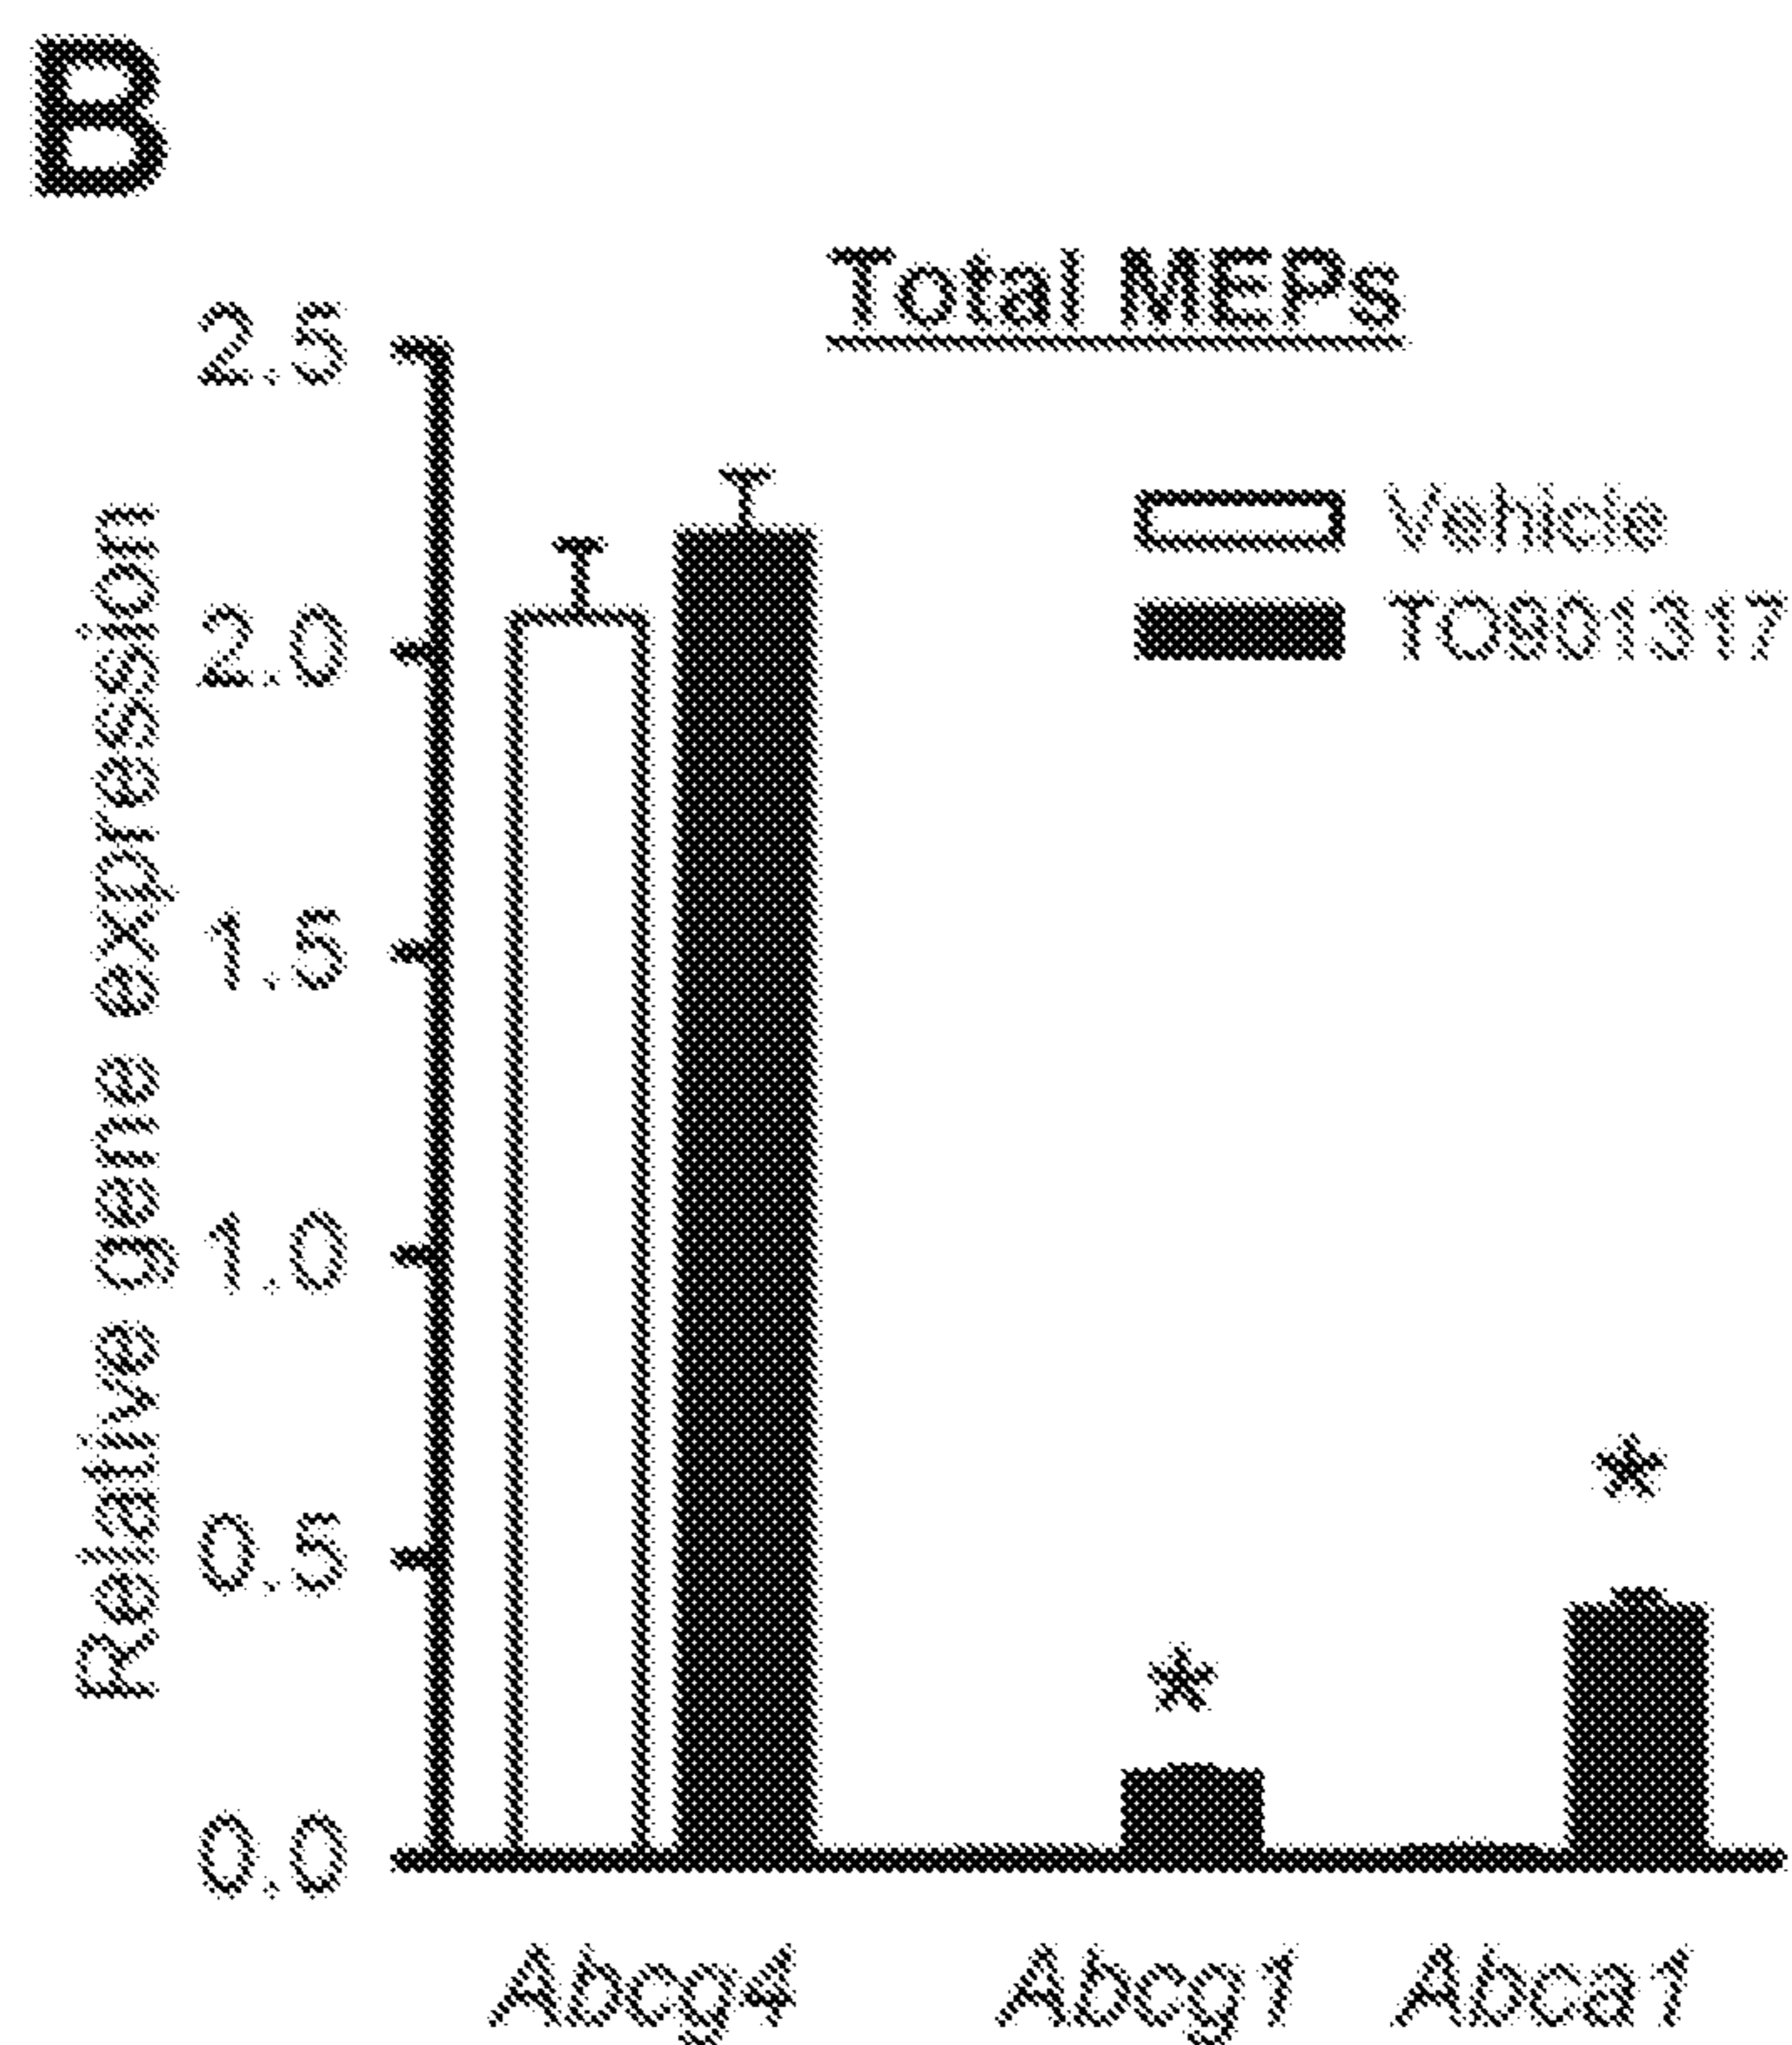 B
Total MEPs
Vehicle
TO901317
Relative gene expression
2.5
2.0
1.5
1.0
0.5
0.0
*
*
Abcg4 Abcg1 Abca1